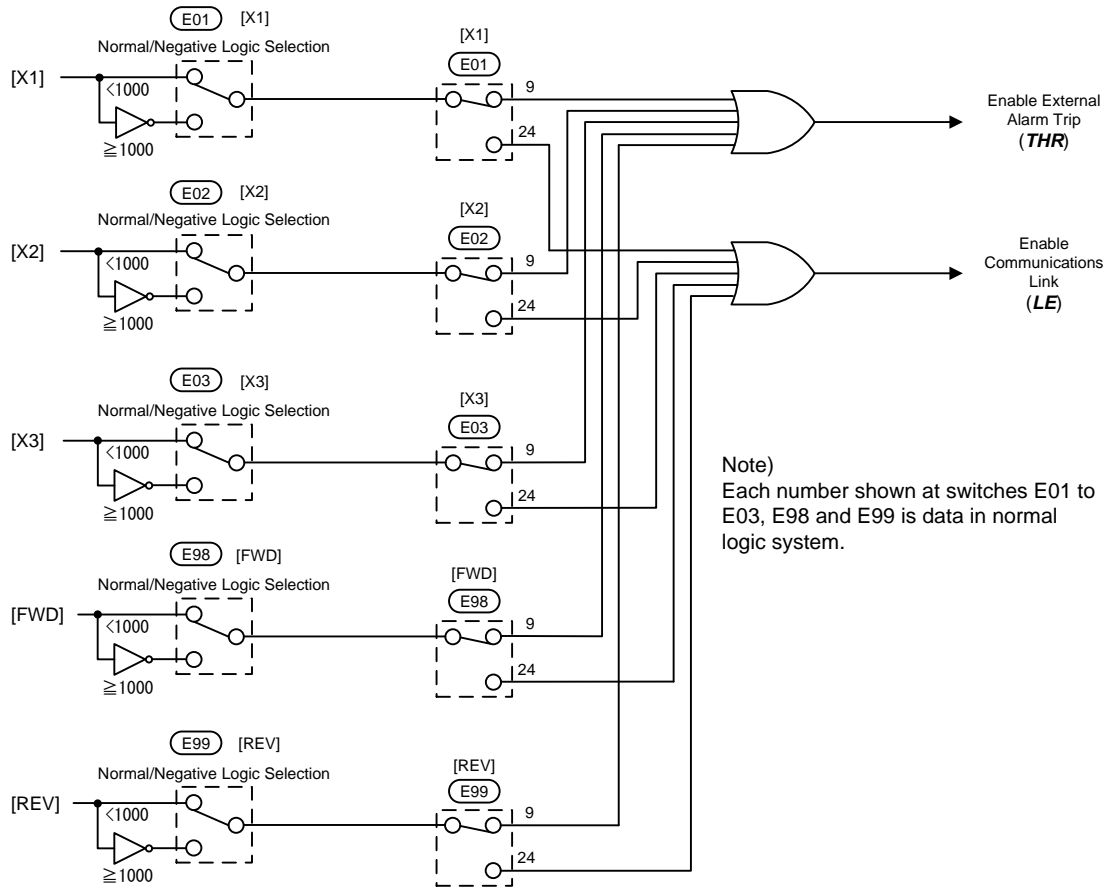 E01 [X1]
Normal/Negative Logic Selection
[X1]
<1000
≧1000
[X1]
E01
9
24
Enable External
Alarm Trip
(THR)
E02 [X2]
Normal/Negative Logic Selection
[X2]
<1000
≧1000
[X2]
E02
9
24
Enable
Communications
Link
(LE)
E03 [X3]
Normal/Negative Logic Selection
[X3]
<1000
≧1000
[X3]
E03
9
24
Note)
Each number shown at switches E01 to
E03, E98 and E99 is data in normal
logic system.
E98 [FWD]
Normal/Negative Logic Selection
[FWD]
<1000
≧1000
[FWD]
E98
9
24
E99 [REV]
Normal/Negative Logic Selection
[REV]
<1000
≧1000
[REV]
E99
9
24